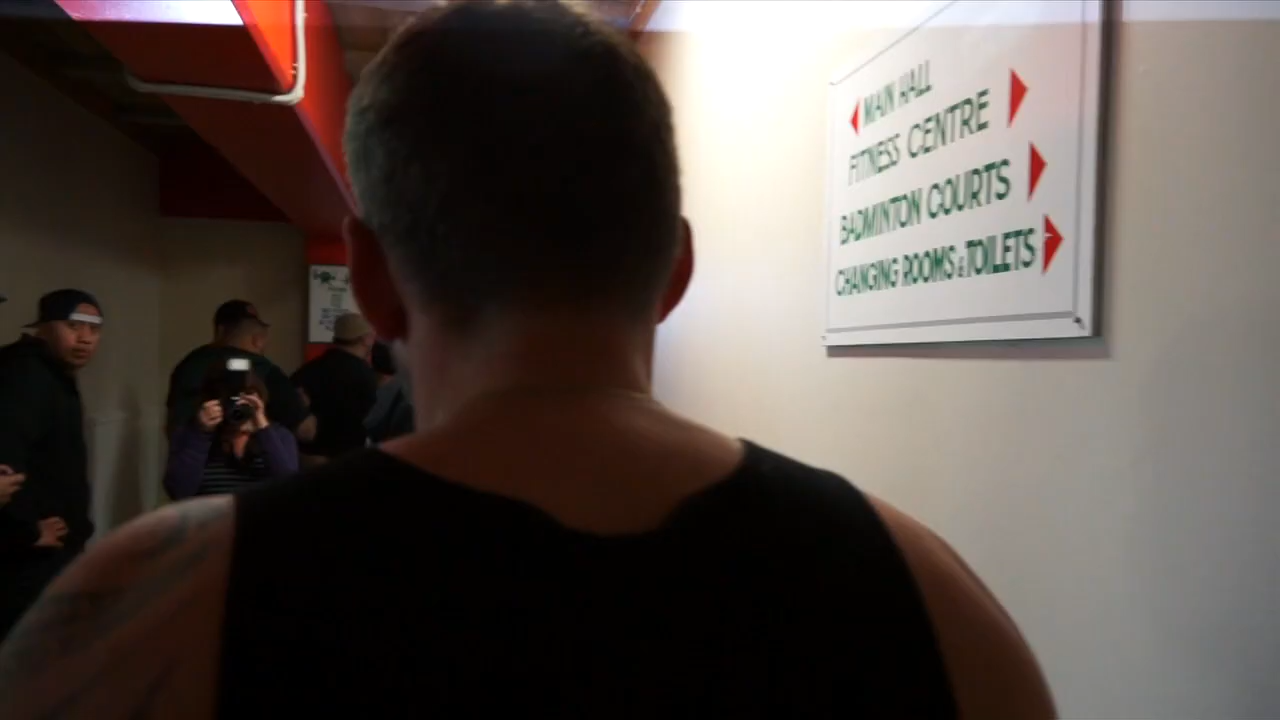 MAIN HALL
FITNESS CENTRE
BADMINTON COURTS
CHANGING ROOMS & TOILETS